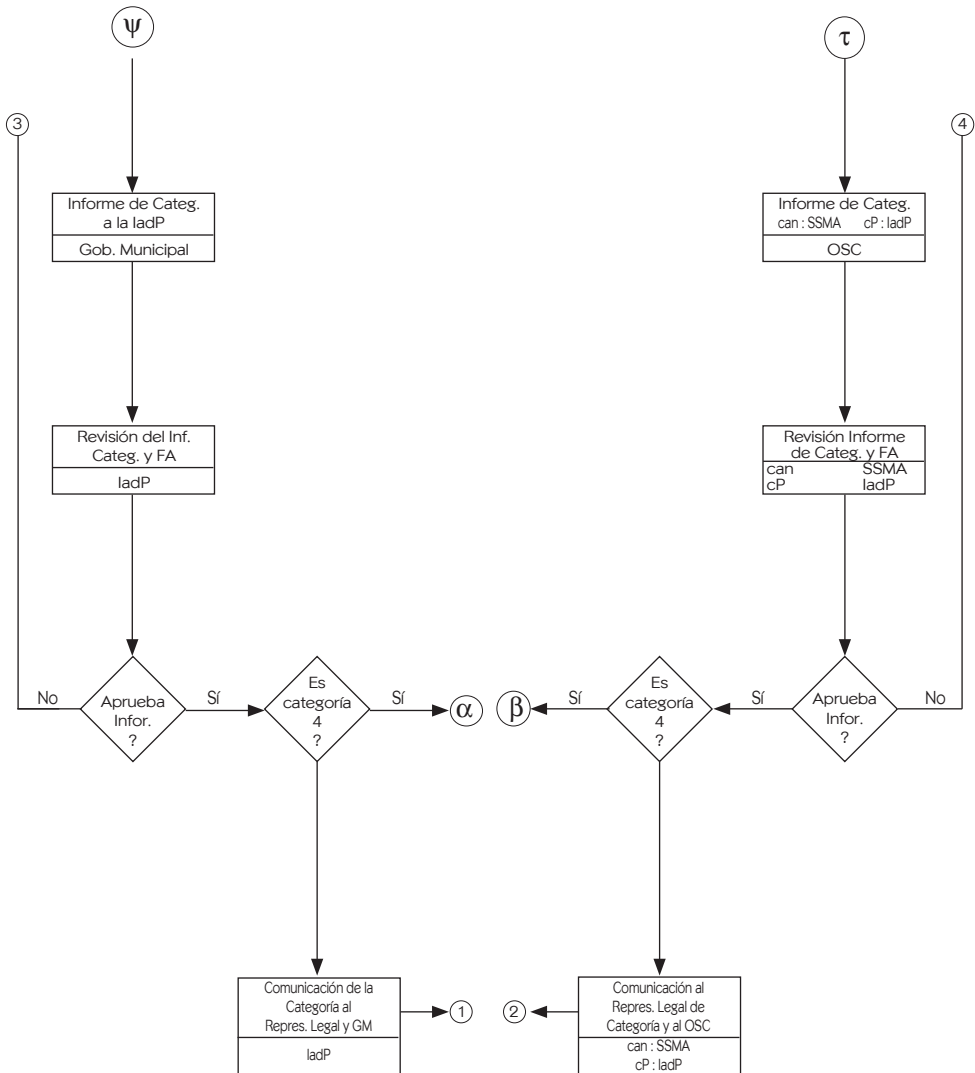 ψ
τ
3
4
Informe de Categ.
a la IadP
Gob. Municipal
Informe de Categ.
can : SSMA cP : IadP
OSC
Revisión del Inf.
Categ. y FA
IadP
Revisión Informe
de Categ. y FA
can SSMA
cP IadP
No
Aprueba
Infor.
?
Sí
Es
categoría
4
?
Sí
α
β
Sí
Es
categoría
4
?
Sí
Aprueba
Infor.
?
No
Comunicación de la
Categoría al
Repres. Legal y GM
IadP
1
2
Comunicación al
Repres. Legal de
Categoría y al OSC
can : SSMA
cP : IadP